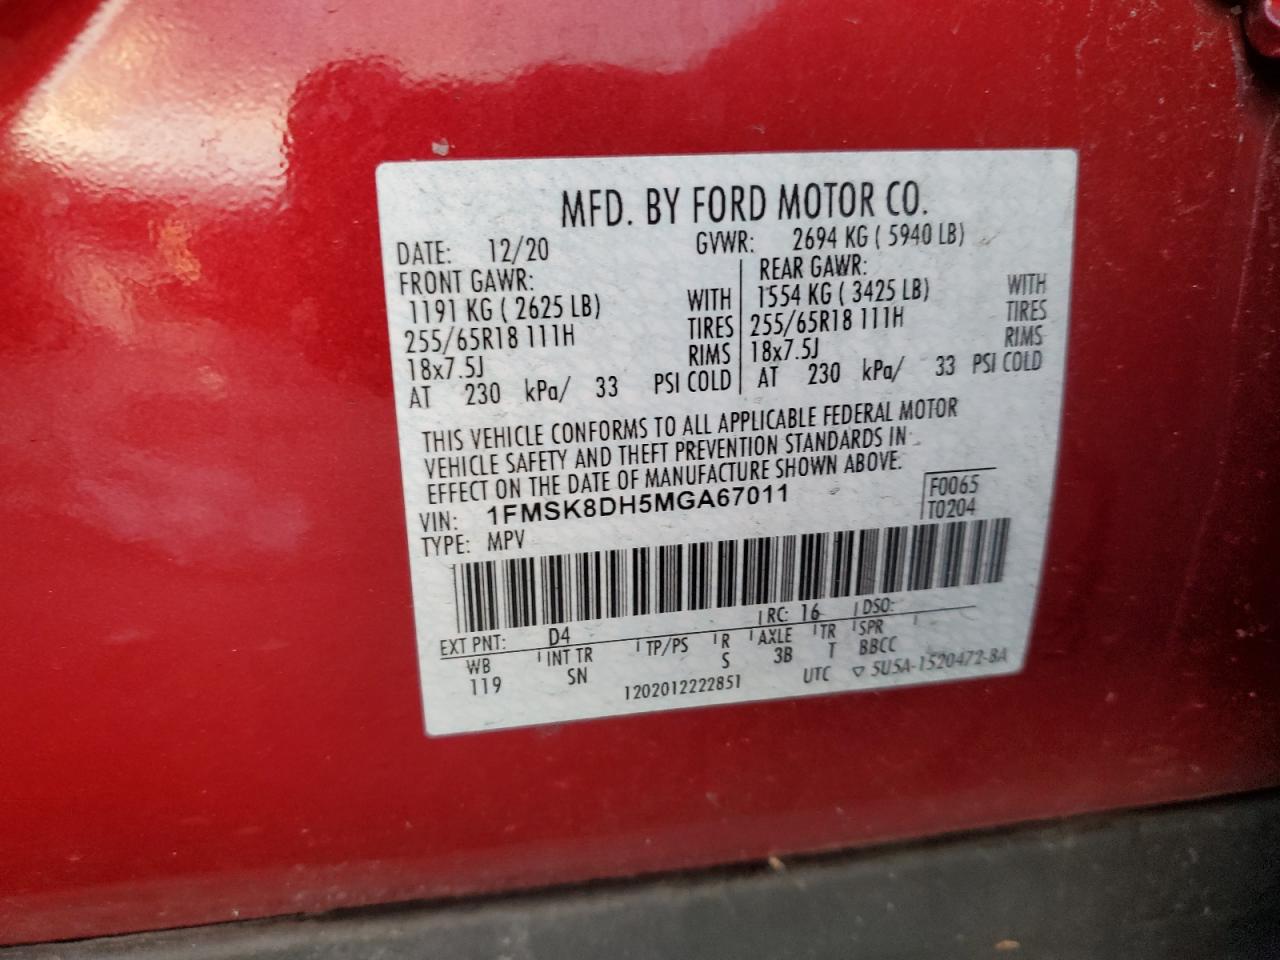 MFD. BY FORD MOTOR CO.
DATE: 12/20 GVWR: 2694 KG ( 5940 LB)
FRONT GAWR: REAR GAWR:
1191 KG ( 2625 LB) WITH 1554 KG ( 3425 LB) WITH
255/65R18 111H TIRES 255/65R18 111H TIRES
18x7.5J RIMS 18x7.5J RIMS
AT 230 kPa/ 33 PSI COLD AT 230 kPa/ 33 PSI COLD
THIS VEHICLE CONFORMS TO ALL APPLICABLE FEDERAL MOTOR
VEHICLE SAFETY AND THEFT PREVENTION STANDARDS IN
EFFECT ON THE DATE OF MANUFACTURE SHOWN ABOVE.
VIN: 1FMSK8DH5MGA67011 F0065
TYPE: MPV T0204
EXT PNT: D4 RC: 16 DSO:
WB INT TR TP/PS R AXLE TR SPR
119 SN S 3B T BBCC
1202012222851 UTC ▽ 5U5A-1520472-BA